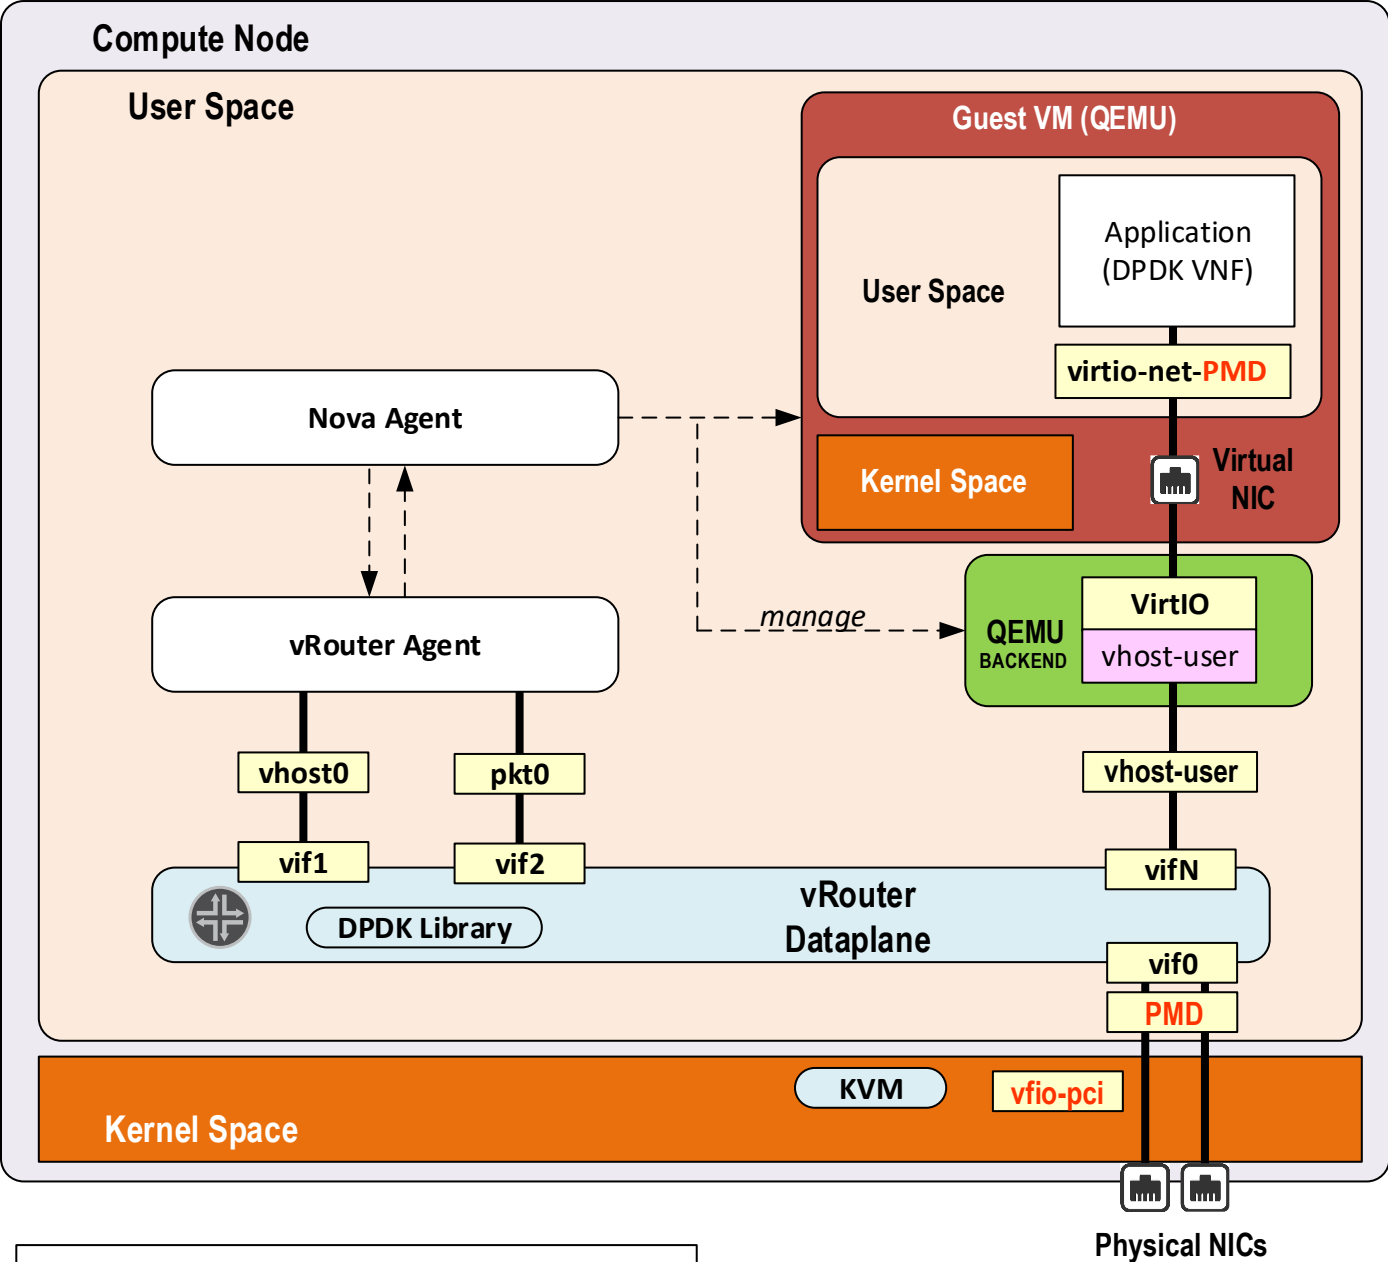 Compute Node
User Space
Guest VM (QEMU)
Application
(DPDK VNF)
User Space
virtio-net-PMD
Nova Agent
Virtual
NIC
Kernel Space
VirtIO
manage
QEMU
BACKEND
vhost-user
vRouter Agent
vhost0
pkt0
vhost-user
vif1
vif2
vifN
vRouter
Dataplane
DPDK Library
vif0
PMD
KVM
vfio-pci
Kernel Space
Physical NICs